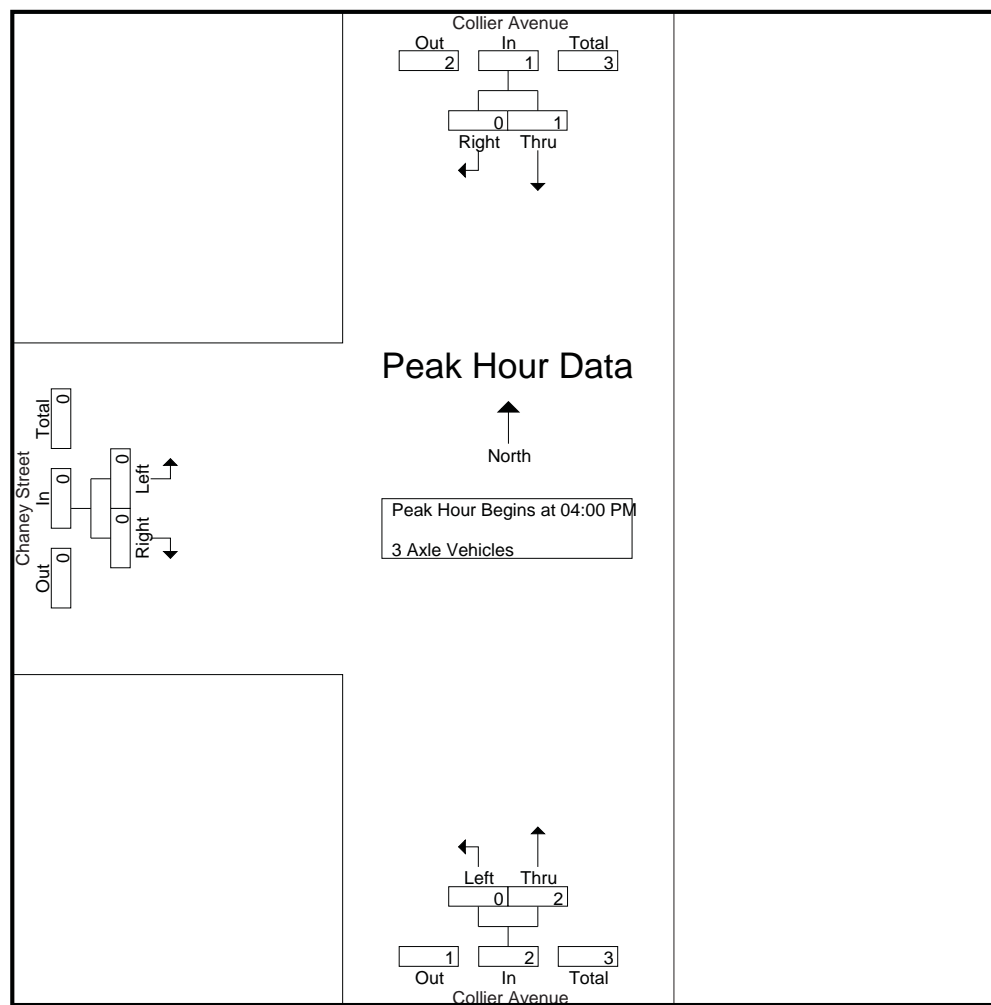 Collier Avenue
Out In Total
2 1 3
0 1
Right Thru
Peak Hour Data
North
Peak Hour Begins at 04:00 PM
3 Axle Vehicles
Chaney Street
Out In Total
0 0 0
0 0
Right Left
Left Thru
0 2
1 2 3
Out In Total
Collier Avenue